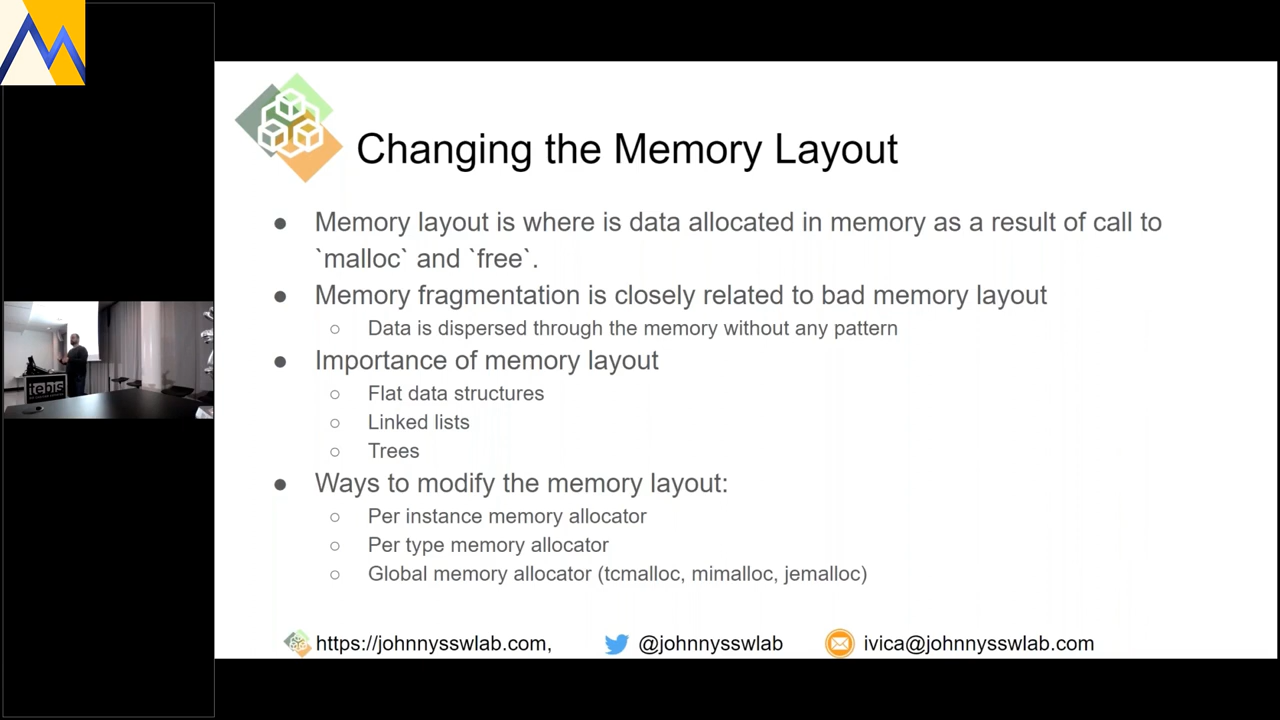 Changing the Memory Layout
● Memory layout is where is data allocated in memory as a result of call to
`malloc` and `free`.
● Memory fragmentation is closely related to bad memory layout
○ Data is dispersed through the memory without any pattern
● Importance of memory layout
○ Flat data structures
○ Linked lists
○ Trees
● Ways to modify the memory layout:
○ Per instance memory allocator
○ Per type memory allocator
○ Global memory allocator (tcmalloc, mimalloc, jemalloc)
tebis
https://johnnysswlab.com, @johnnysswlab ivica@johnnysswlab.com